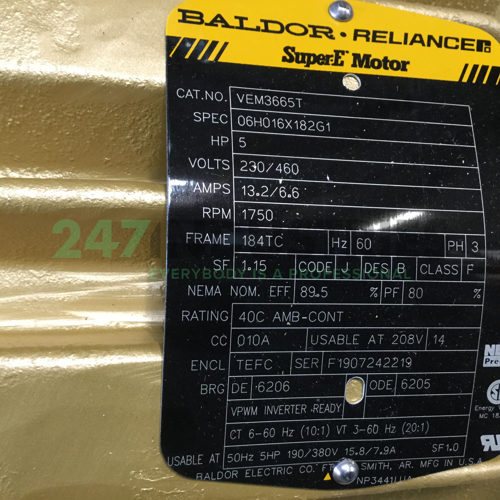 BALDOR • RELIANCE
Super-E Motor
CAT.NO. VEM3665T
SPEC 06H016X182G1
HP 5
VOLTS 230/460
AMPS 13.2/6.6
RPM 1750
FRAME 184TC Hz 60 PH 3
SF 1.15 CODE J DES B CLASS F
NEMA NOM. EFF 89.5 % PF 80 %
RATING 40C AMB-CONT
CC 010A USABLE AT 208V 14
ENCL TEFC SER F1907242219
BRG DE 6206 ODE 6205
VPWM INVERTER READY
CT 6-60 Hz (10:1) VT 3-60 Hz (20:1)
USABLE AT 50Hz 5HP 190/380V 15.8/7.9A SF1.0
BALDOR ELECTRIC CO. SMITH, AR. MFG IN U.S.A
247
EVERYBODY IS A PROFESSIONAL